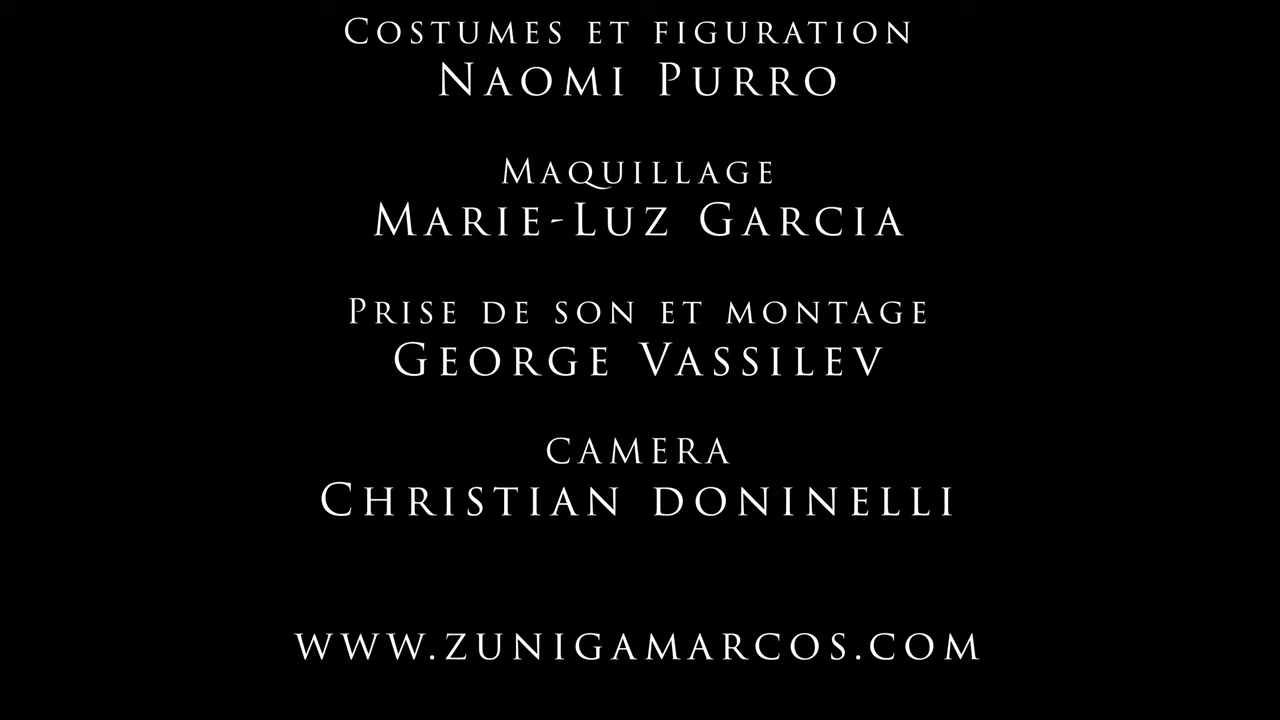 Costumes et figuration
Naomi Purro
Maquillage
Marie-Luz Garcia
Prise de son et montage
George Vassilev
camera
Christian doninelli
www.zunigamarcos.com